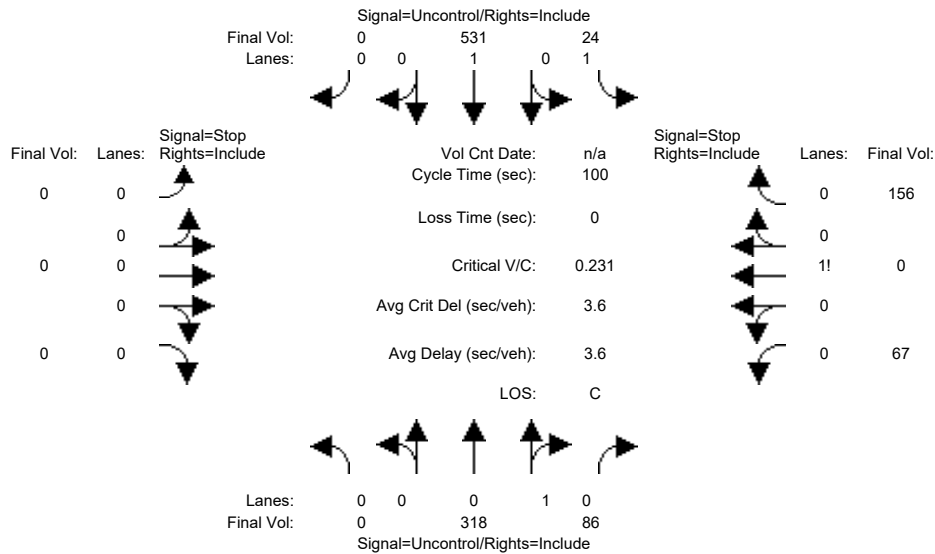 Signal=Uncontrol/Rights=Include
Final Vol: 0 531 24
Lanes: 0 0 1 0 1
Signal=Stop Signal=Stop
Final Vol: Lanes: Rights=Include Vol Cnt Date: n/a Rights=Include Lanes: Final Vol:
Cycle Time (sec): 100
0 0 0 156
Loss Time (sec): 0
0 0
0 0 Critical V/C: 0.231 1! 0
0 Avg Crit Del (sec/veh): 3.6 0
0 0 Avg Delay (sec/veh): 3.6 0 67
LOS: C
Lanes: 0 0 0 1 0
Final Vol: 0 318 86
Signal=Uncontrol/Rights=Include